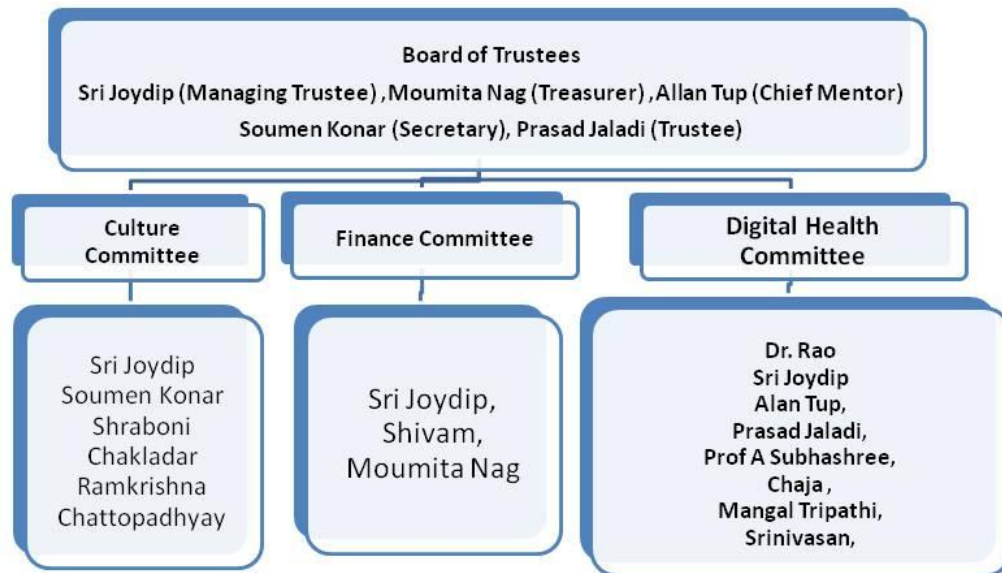 Board of Trustees
Sri Joydip (Managing Trustee) ,Moumita Nag (Treasurer) ,Allan Tup (Chief Mentor)
Soumen Konar (Secretary), Prasad Jaladi (Trustee)
Culture
Committee
Finance Committee
Digital Health
Committee
Sri Joydip
Soumen Konar
Shraboni
Chakladar
Ramkrishna
Chattopadhyay
Sri Joydip,
Shivam,
Moumita Nag
Dr. Rao
Sri Joydip
Alan Tup,
Prasad Jaladi,
Prof A Subhashree,
Chaja ,
Mangal Tripathi,
Srinivasan,